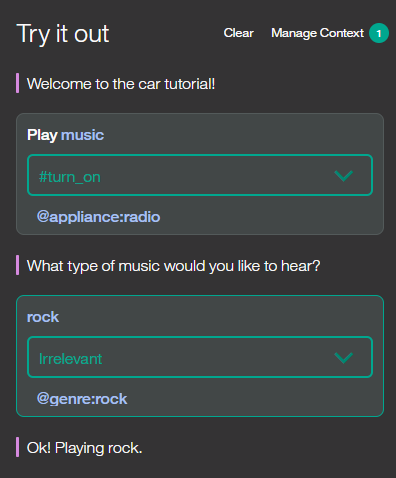 Try it out
Clear
Manage Context 1
Welcome to the car tutorial!
Play music
#turn_on
@appliance:radio
What type of music would you like to hear?
rock
Irrelevant
@genre:rock
Ok! Playing rock.